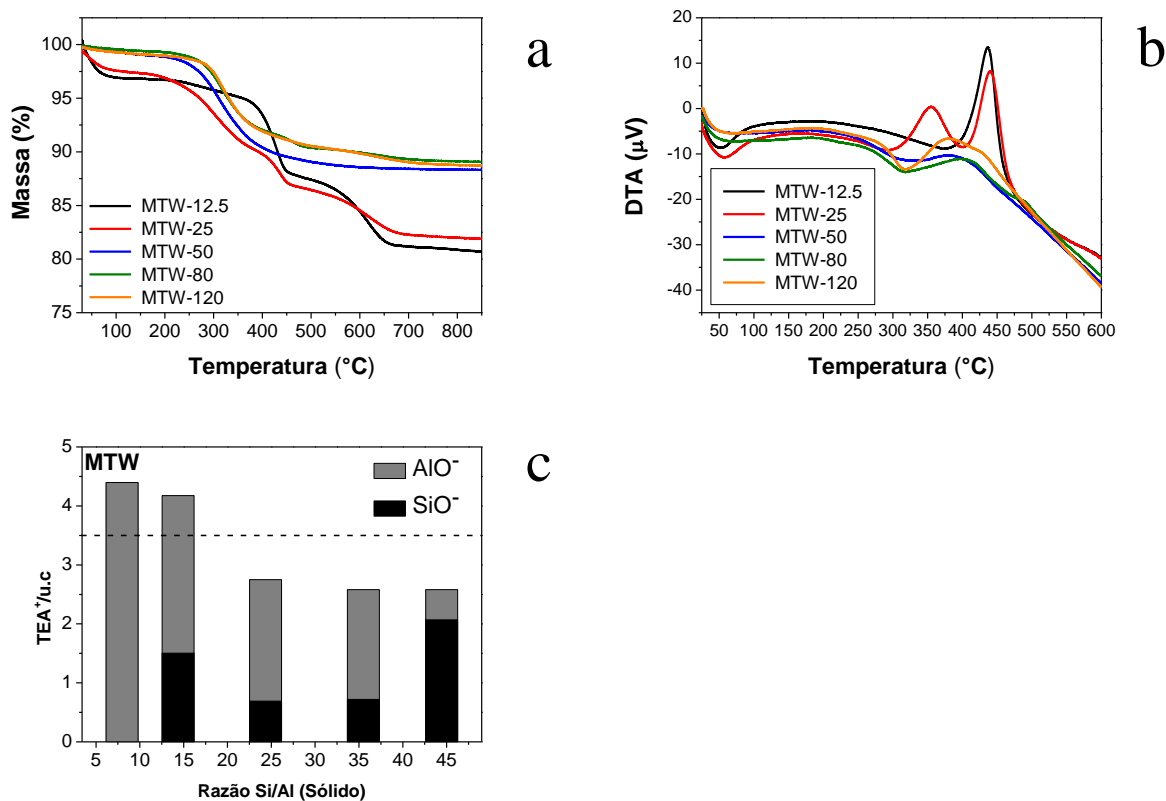 a
100
95
90
85
80
75
Massa (%)
MTW-12.5
MTW-25
MTW-50
MTW-80
MTW-120
100 200 300 400 500 600 700 800
Temperatura (°C)
b
20
10
0
-10
-20
-30
-40
DTA (µV)
MTW-12.5
MTW-25
MTW-50
MTW-80
MTW-120
50 100 150 200 250 300 350 400 450 500 550 600
Temperatura (°C)
c
MTW
AlO⁻
SiO⁻
5
4
3
2
1
0
TEA⁺/u.c
5 10 15 20 25 30 35 40 45
Razão Si/Al (Sólido)